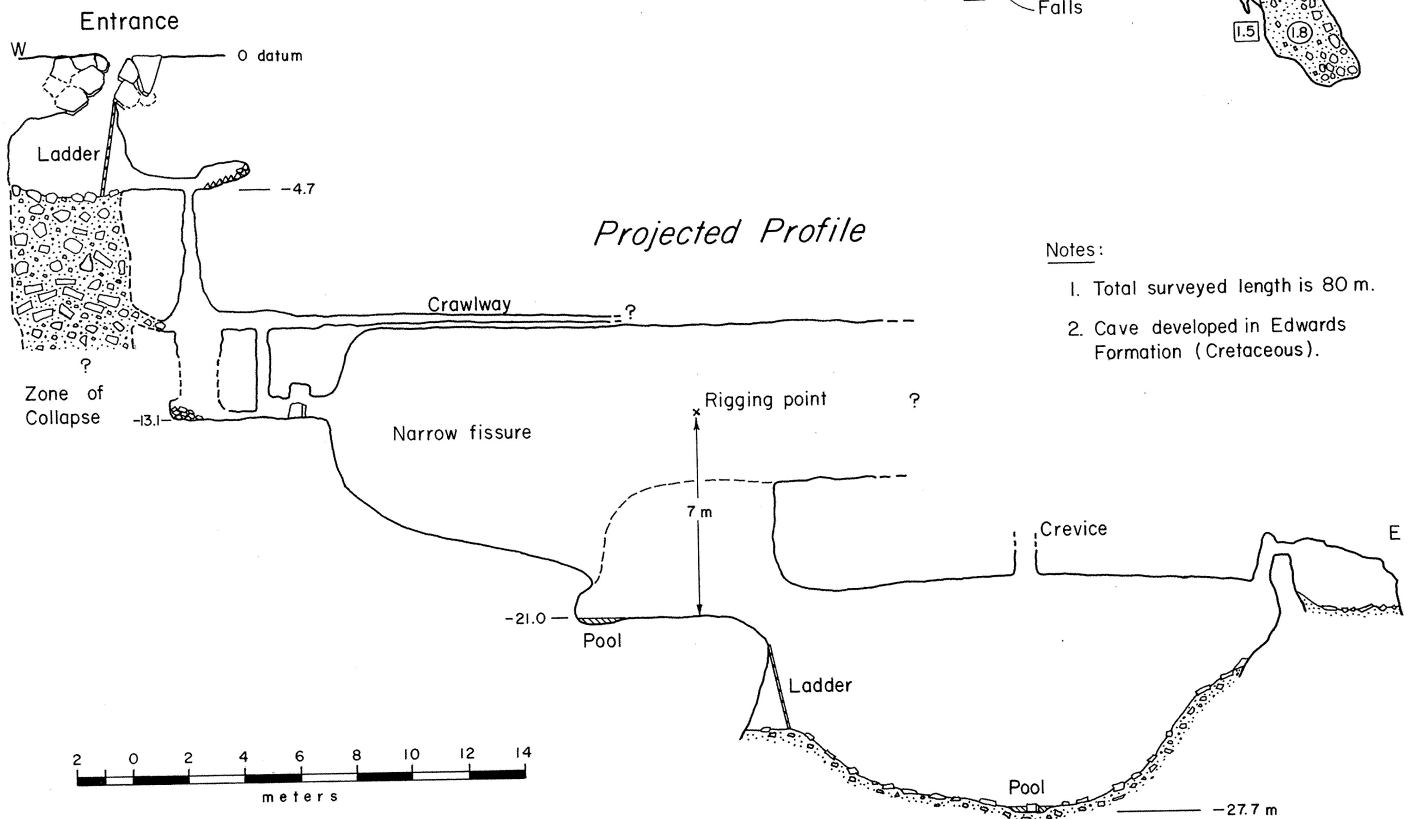 Falls
1.5
1.8
Entrance
W
0 datum
Ladder
-4.7
Projected Profile
Notes:
1. Total surveyed length is 80 m.
2. Cave developed in Edwards
Formation (Cretaceous).
Crawlway
?
?
Zone of
Collapse
-13.1
Rigging point
?
Narrow fissure
7 m
Crevice
E
-21.0
Pool
Ladder
2 0 2 4 6 8 10 12 14
meters
Pool
-27.7 m